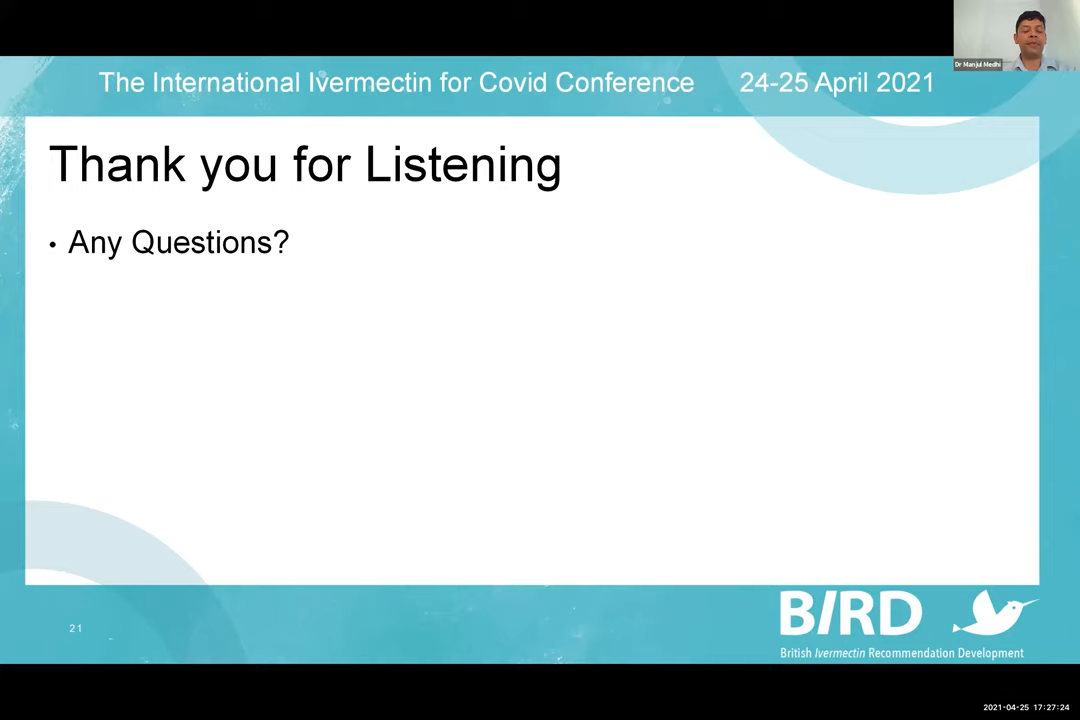 Dr Manjul Medhi
The International Ivermectin for Covid Conference 24-25 April 2021
Thank you for Listening
• Any Questions?
21
BIRD
British Ivermectin Recommendation Development
2021-04-25 17:27:24